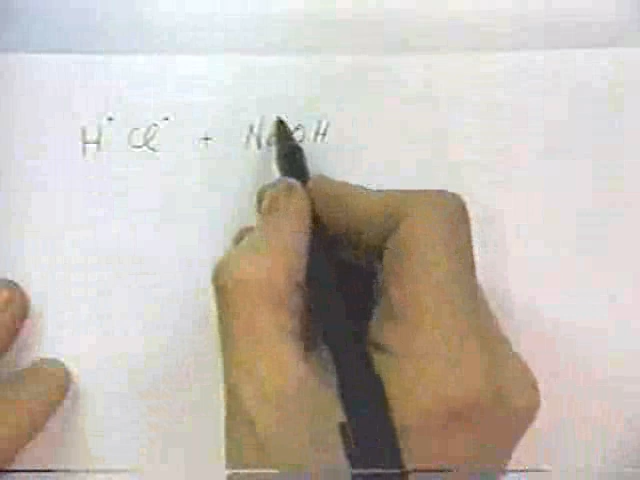 H⁺ Cl⁻ + NaOH